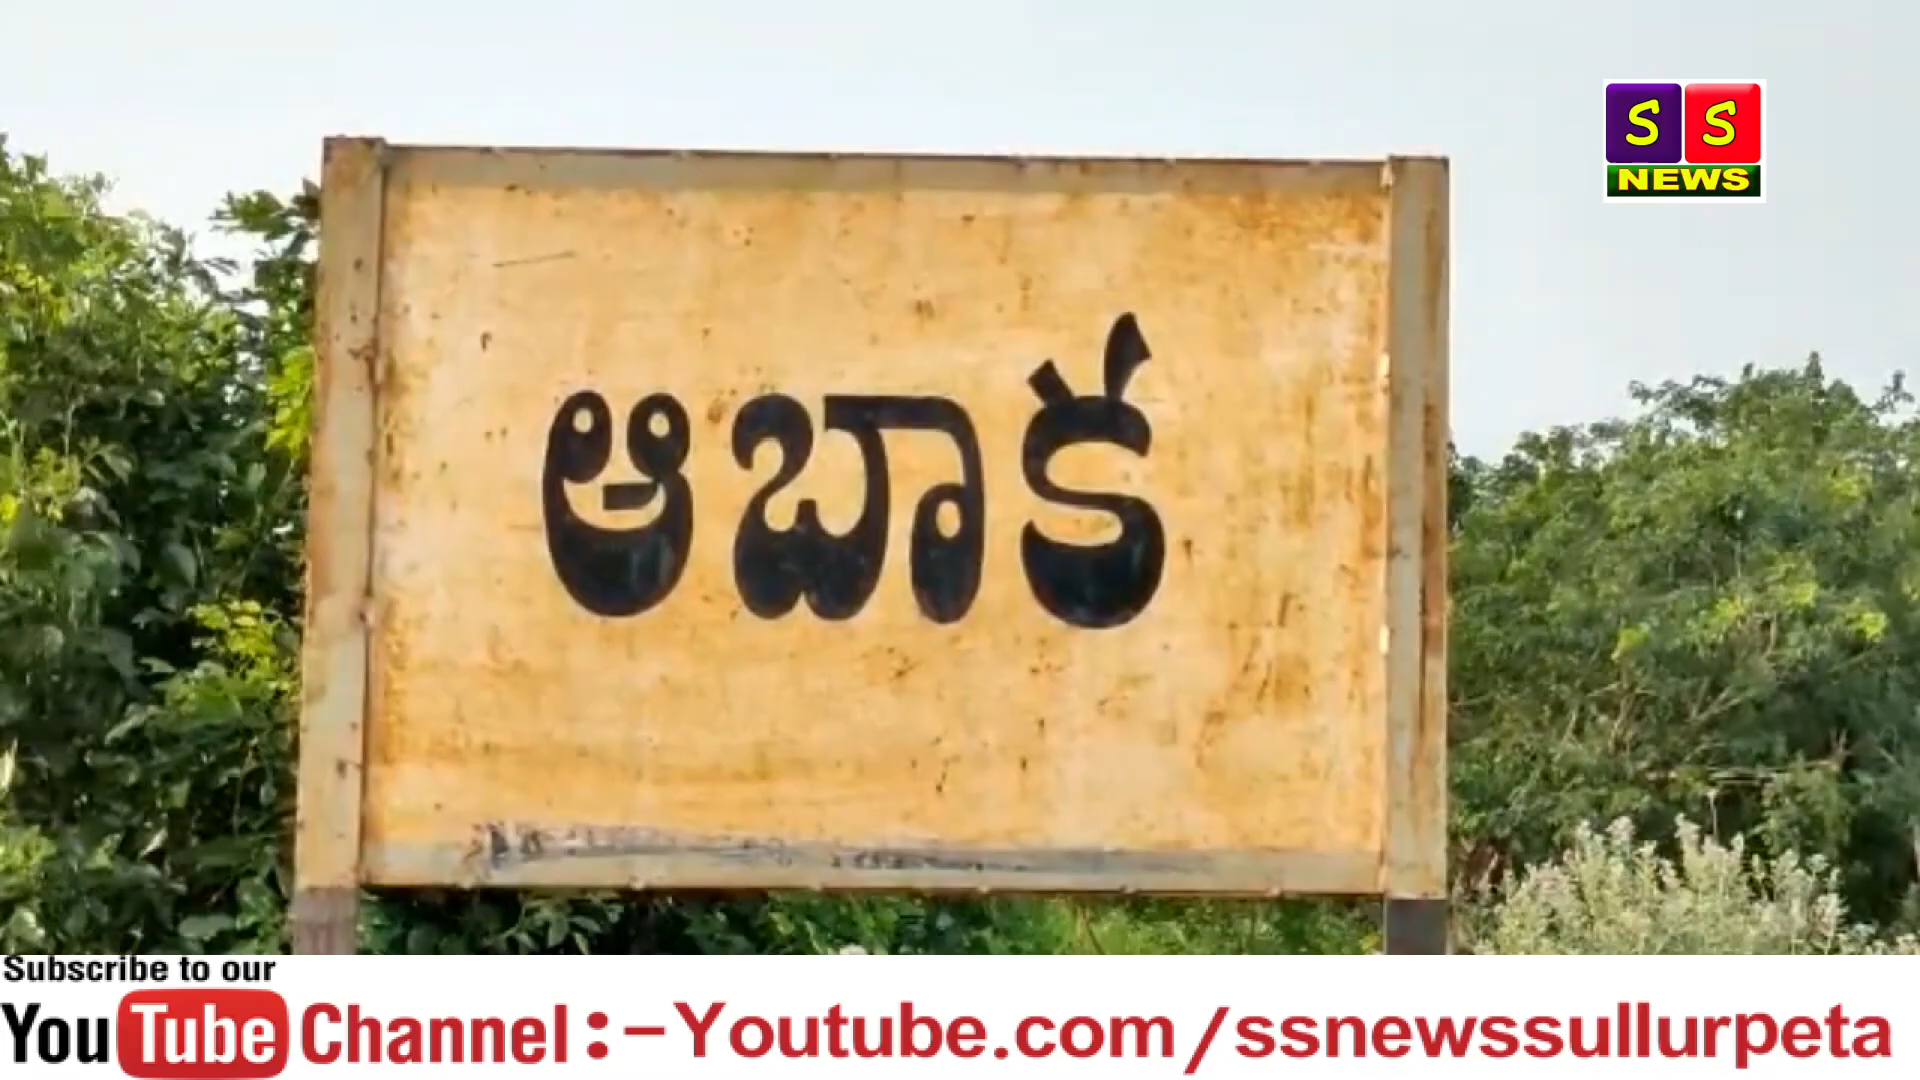 S S
NEWS
ఆబాక
Subscribe to our
YouTube Channel :-Youtube.com/ssnewssullurpeta